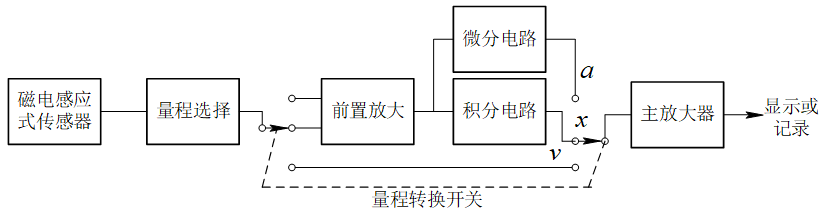 微分电路
a
磁电感应
式传感器
量程选择
前置放大
积分电路
x
v
主放大器
显示或
记录
量程转换开关